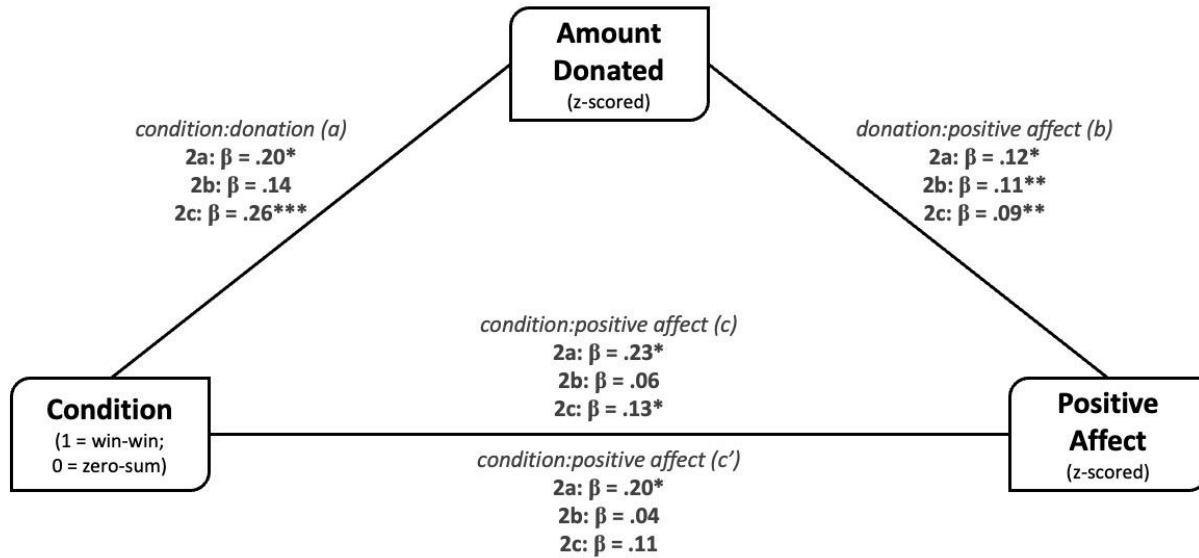 Amount
Donated
(z-scored)
condition:donation (a)
2a: β = .20*
2b: β = .14
2c: β = .26***
donation:positive affect (b)
2a: β = .12*
2b: β = .11**
2c: β = .09**
condition:positive affect (c)
2a: β = .23*
2b: β = .06
2c: β = .13*
Condition
(1 = win-win;
0 = zero-sum)
Positive
Affect
(z-scored)
condition:positive affect (c’)
2a: β = .20*
2b: β = .04
2c: β = .11